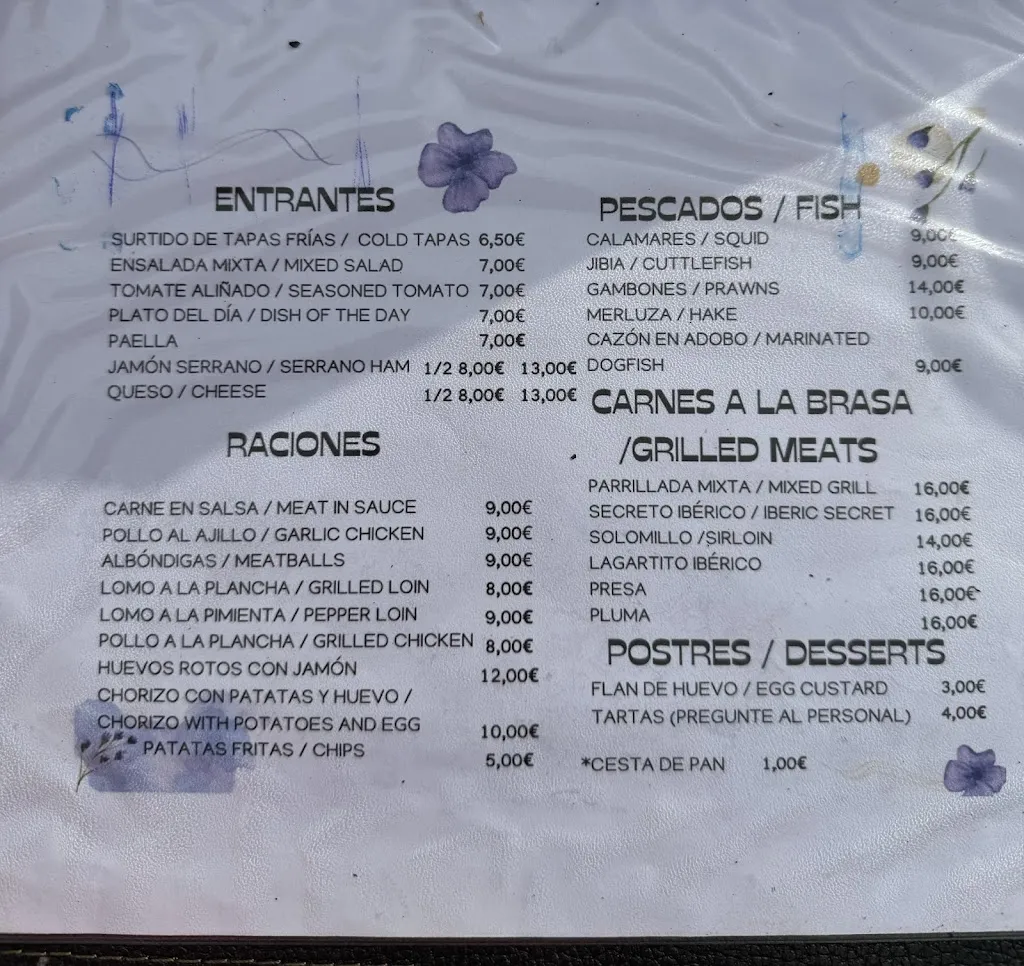 ENTRANTES
SURTIDO DE TAPAS FRÍAS / COLD TAPAS 6,50€
ENSALADA MIXTA / MIXED SALAD 7,00€
TOMATE ALIÑADO / SEASONED TOMATO 7,00€
PLATO DEL DÍA / DISH OF THE DAY 7,00€
PAELLA 7,00€
JAMÓN SERRANO / SERRANO HAM 1/2 8,00€ 13,00€
QUESO / CHEESE 1/2 8,00€ 13,00€
RACIONES
CARNE EN SALSA / MEAT IN SAUCE 9,00€
POLLO AL AJILLO / GARLIC CHICKEN 9,00€
ALBÓNDIGAS / MEATBALLS 9,00€
LOMO A LA PLANCHA / GRILLED LOIN 8,00€
LOMO A LA PIMIENTA / PEPPER LOIN 9,00€
POLLO A LA PLANCHA / GRILLED CHICKEN 8,00€
HUEVOS ROTOS CON JAMÓN 12,00€
CHORIZO CON PATATAS Y HUEVO /
CHORIZO WITH POTATOES AND EGG 10,00€
PATATAS FRITAS / CHIPS 5,00€
PESCADOS / FISH
CALAMARES / SQUID 9,00€
JIBIA / CUTTLEFISH 9,00€
GAMBONES / PRAWNS 14,00€
MERLUZA / HAKE 10,00€
CAZÓN EN ADOBO / MARINATED
DOGFISH 9,00€
CARNES A LA BRASA
/GRILLED MEATS
PARRILLADA MIXTA / MIXED GRILL 16,00€
SECRETO IBÉRICO / IBERIC SECRET 16,00€
SOLOMILLO /SIRLOIN 14,00€
LAGARTITO IBÉRICO 16,00€
PRESA 16,00€
PLUMA 16,00€
POSTRES / DESSERTS
FLAN DE HUEVO / EGG CUSTARD 3,00€
TARTAS (PREGUNTE AL PERSONAL) 4,00€
*CESTA DE PAN 1,00€